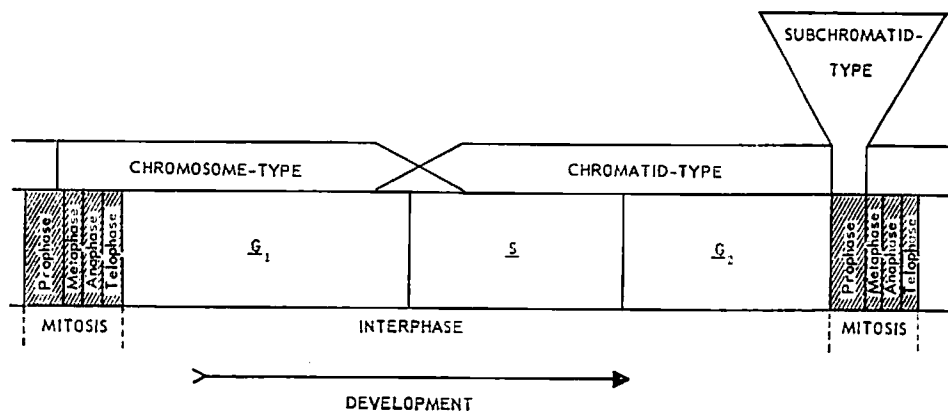 SUBCHROMATID-
TYPE
CHROMOSOME-TYPE
CHROMATID-TYPE
Prophase
Metaphase
Anaphase
Telophase
G1
S
G2
Prophase
Metaphase
Anaphase
Telophase
MITOSIS
INTERPHASE
MITOSIS
DEVELOPMENT